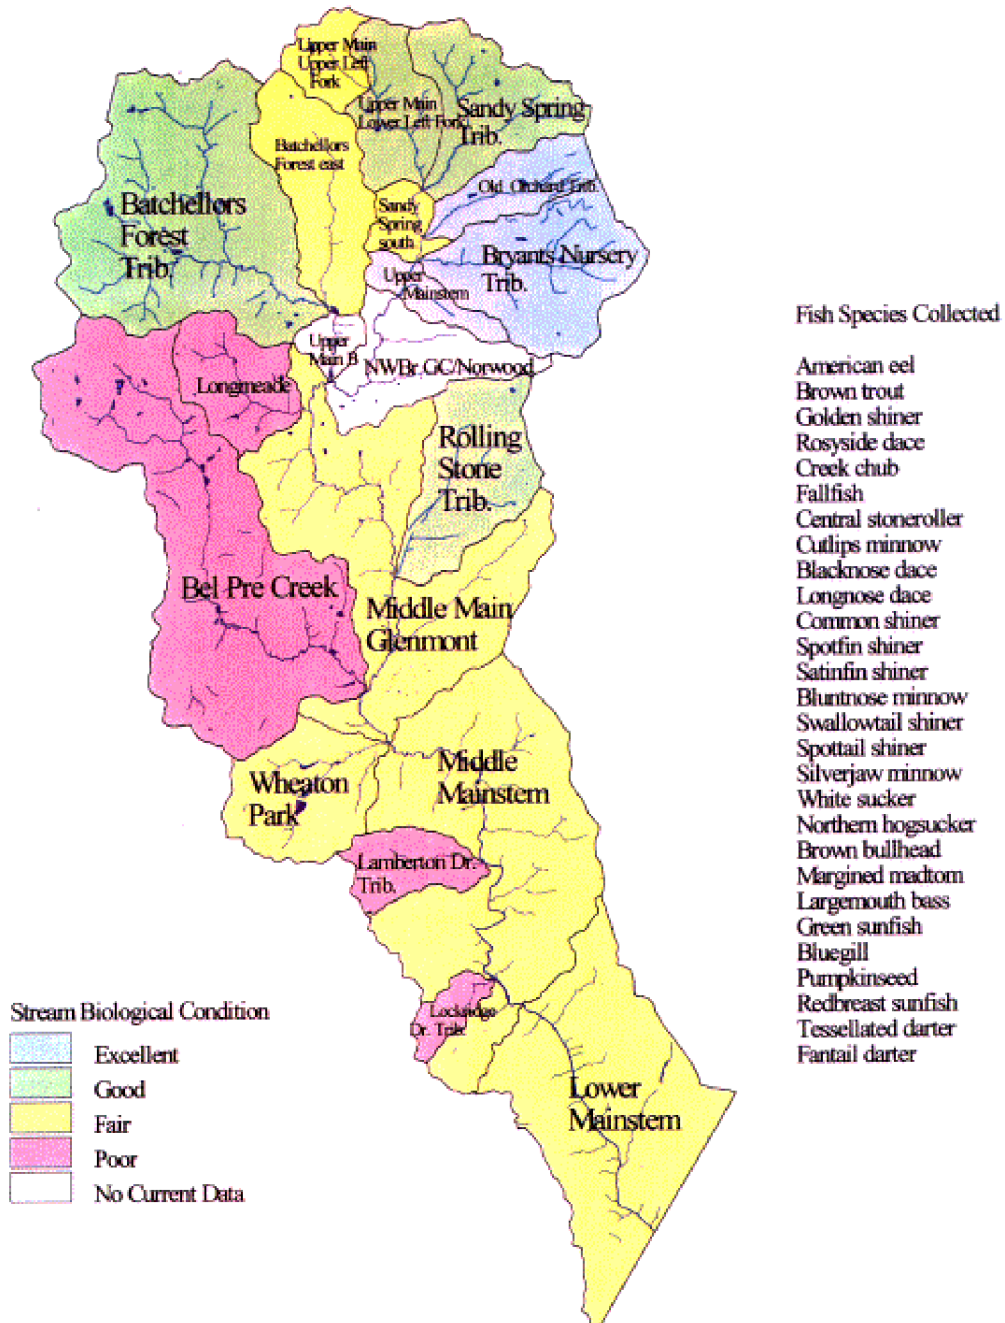 Upper Main
Upper Left
Fork
Upper Main
Lower Left Fork
Sandy Spring
Trib.
Batchellors
Forest east
Old Orchard Trib.
Batchellors
Forest
Trib.
Sandy
Spring
south
Bryants Nursery
Trib.
Upper
Mainstem
Upper
Main B
NWBr.GC/Norwood
Longmeade
Rolling
Stone
Trib.
Bel Pre Creek
Middle Main
Glenmont
Wheaton
Park
Middle
Mainstem
Lamberton Dr.
Trib.
Lockridge
Dr. Trib.
Lower
Mainstem
Fish Species Collected
American eel
Brown trout
Golden shiner
Rosyside dace
Creek chub
Fallfish
Central stoneroller
Cutlips minnow
Blacknose dace
Longnose dace
Common shiner
Spotfin shiner
Satinfin shiner
Bluntnose minnow
Swallowtail shiner
Spottail shiner
Silverjaw minnow
White sucker
Northern hogsucker
Brown bullhead
Margined madtom
Largemouth bass
Green sunfish
Bluegill
Pumpkinseed
Redbreast sunfish
Tessellated darter
Fantail darter
Stream Biological Condition
Excellent
Good
Fair
Poor
No Current Data